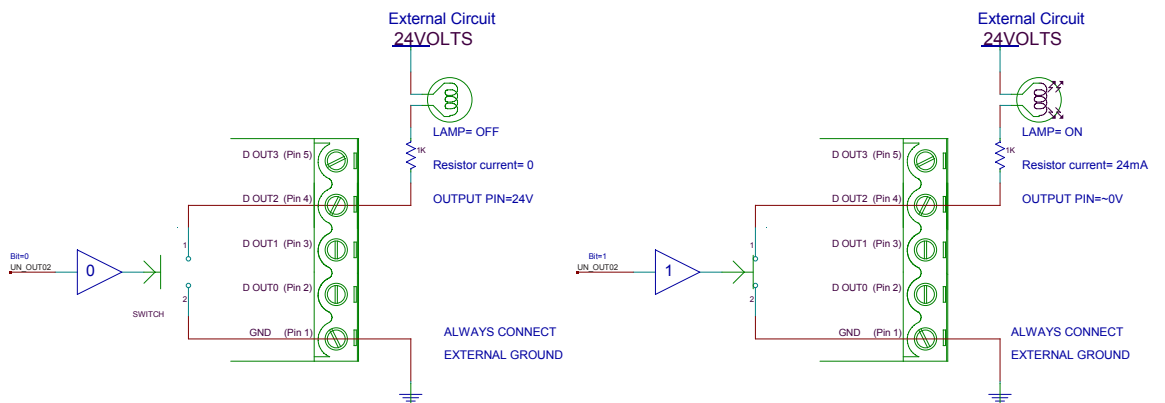 External Circuit
24VOLTS
LAMP= OFF
1K
D OUT3 (Pin 5)
Resistor current= 0
D OUT2 (Pin 4)
OUTPUT PIN=24V
1
D OUT1 (Pin 3)
Bit=0
UN_OUT02
0
D OUT0 (Pin 2)
2
SWITCH
GND (Pin 1)
ALWAYS CONNECT
EXTERNAL GROUND
External Circuit
24VOLTS
LAMP= ON
1K
D OUT3 (Pin 5)
Resistor current= 24mA
D OUT2 (Pin 4)
OUTPUT PIN=~0V
1
D OUT1 (Pin 3)
Bit=1
UN_OUT02
1
D OUT0 (Pin 2)
2
GND (Pin 1)
ALWAYS CONNECT
EXTERNAL GROUND